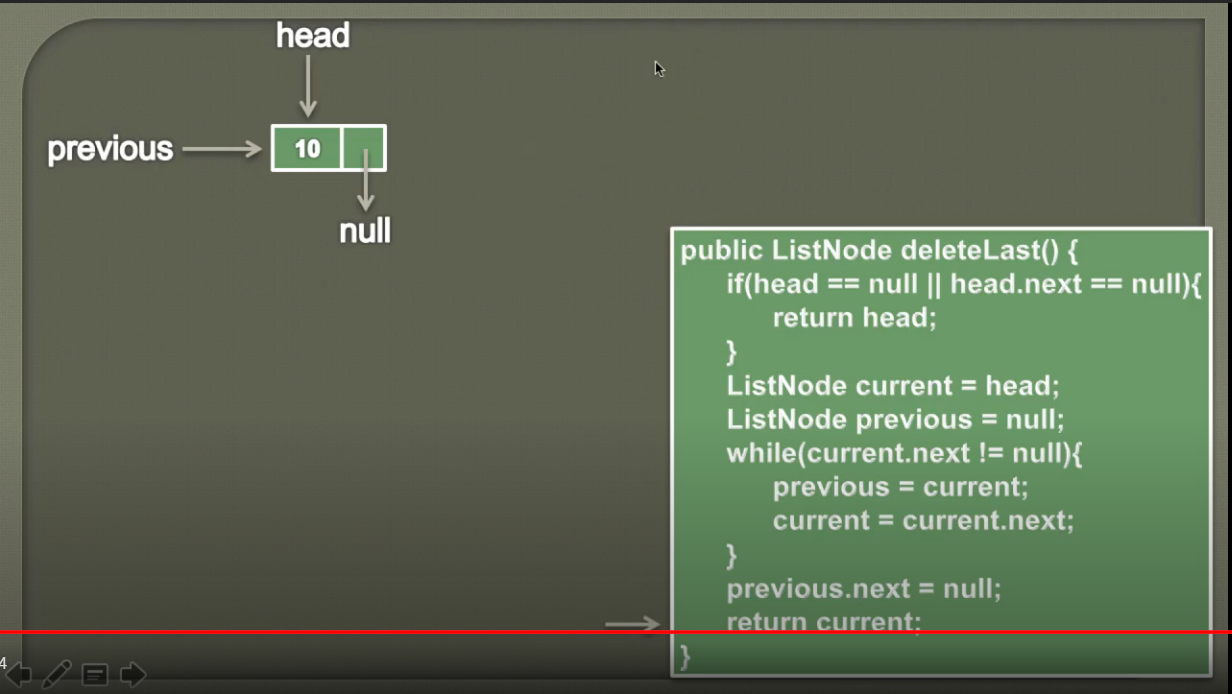 head
previous
10
null
public ListNode deleteLast() {
if(head == null || head.next == null){
return head;
}
ListNode current = head;
ListNode previous = null;
while(current.next != null){
previous = current;
current = current.next;
}
previous.next = null;
return current;
}
4